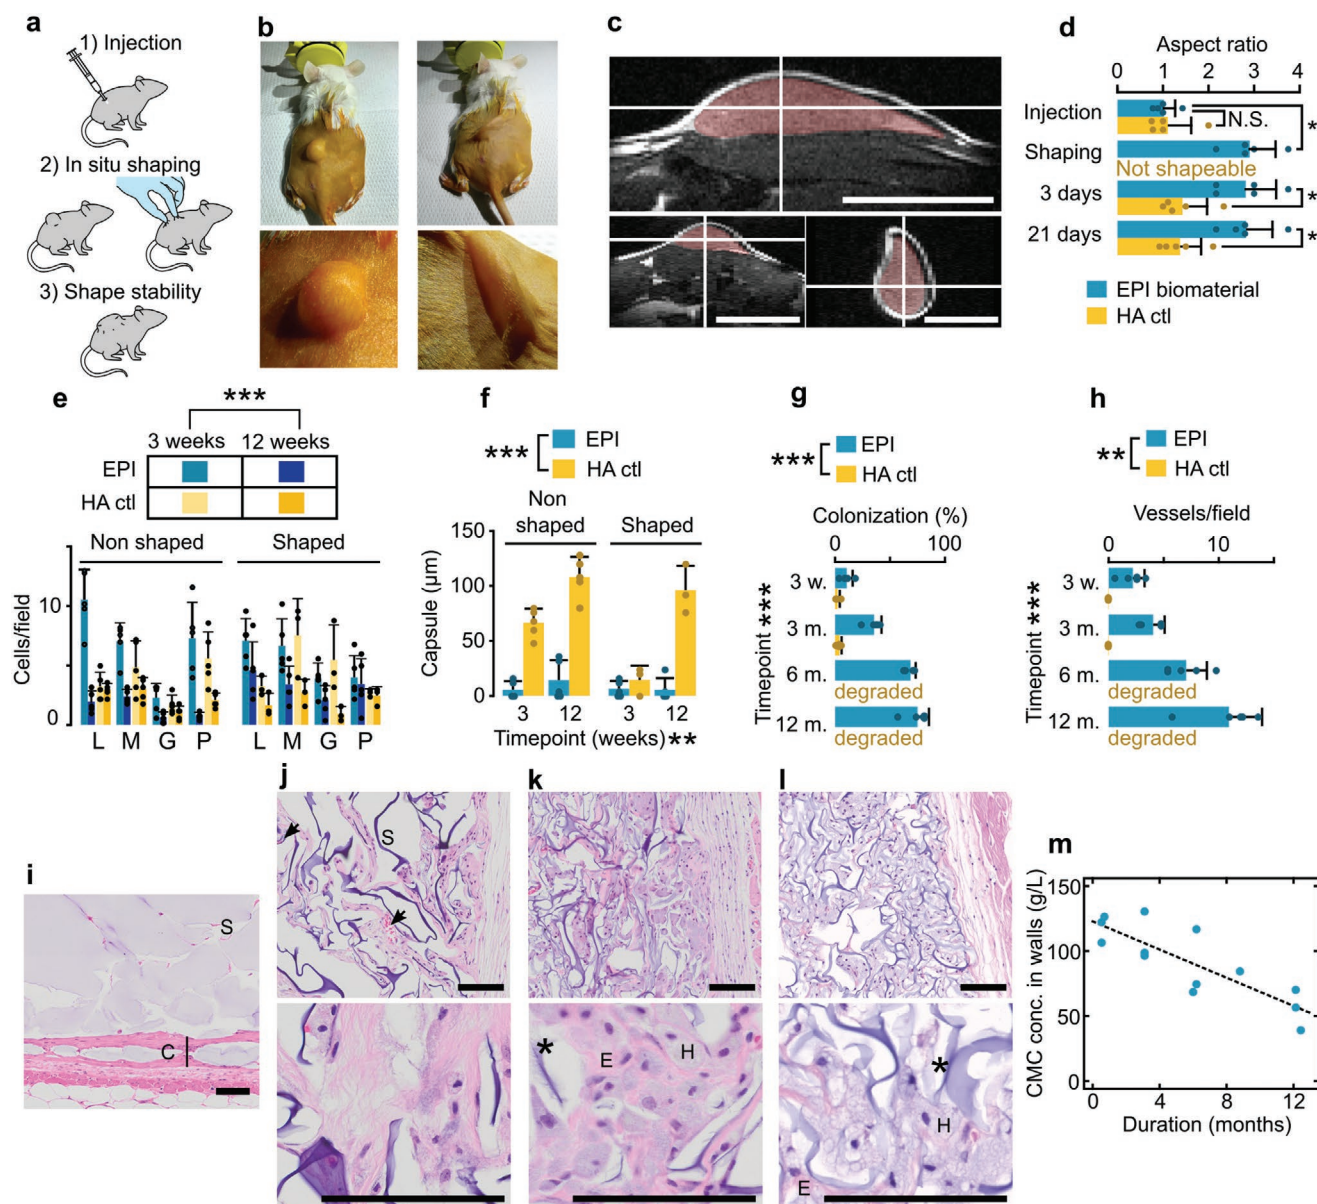 a
1) Injection
2) In situ shaping
3) Shape stability
b
c
d
Aspect ratio
0 1 2 3 4
Injection
N.S.
*
Shaping
Not shapeable
3 days
*
21 days
*
EPI biomaterial
HA ctl
e
***
3 weeks 12 weeks
EPI
HA ctl
Non shaped Shaped
Cells/field
10
0
L M G P L M G P
f
***
EPI
HA ctl
Non
shaped
Shaped
Capsule (µm)
150
100
50
0
3 12 3 12
Timepoint (weeks) **
g
***
EPI
HA ctl
Colonization (%)
0 100
Timepoint ***
3 w.
3 m.
6 m.
degraded
12 m.
degraded
h
**
EPI
HA ctl
Vessels/field
0 10
Timepoint ***
3 w.
3 m.
6 m.
degraded
12 m.
degraded
i
S
C
j
S
k
*
E
H
l
*
H
E
m
CMC conc. in walls (g/L)
150
100
50
0
0 4 8 12
Duration (months)